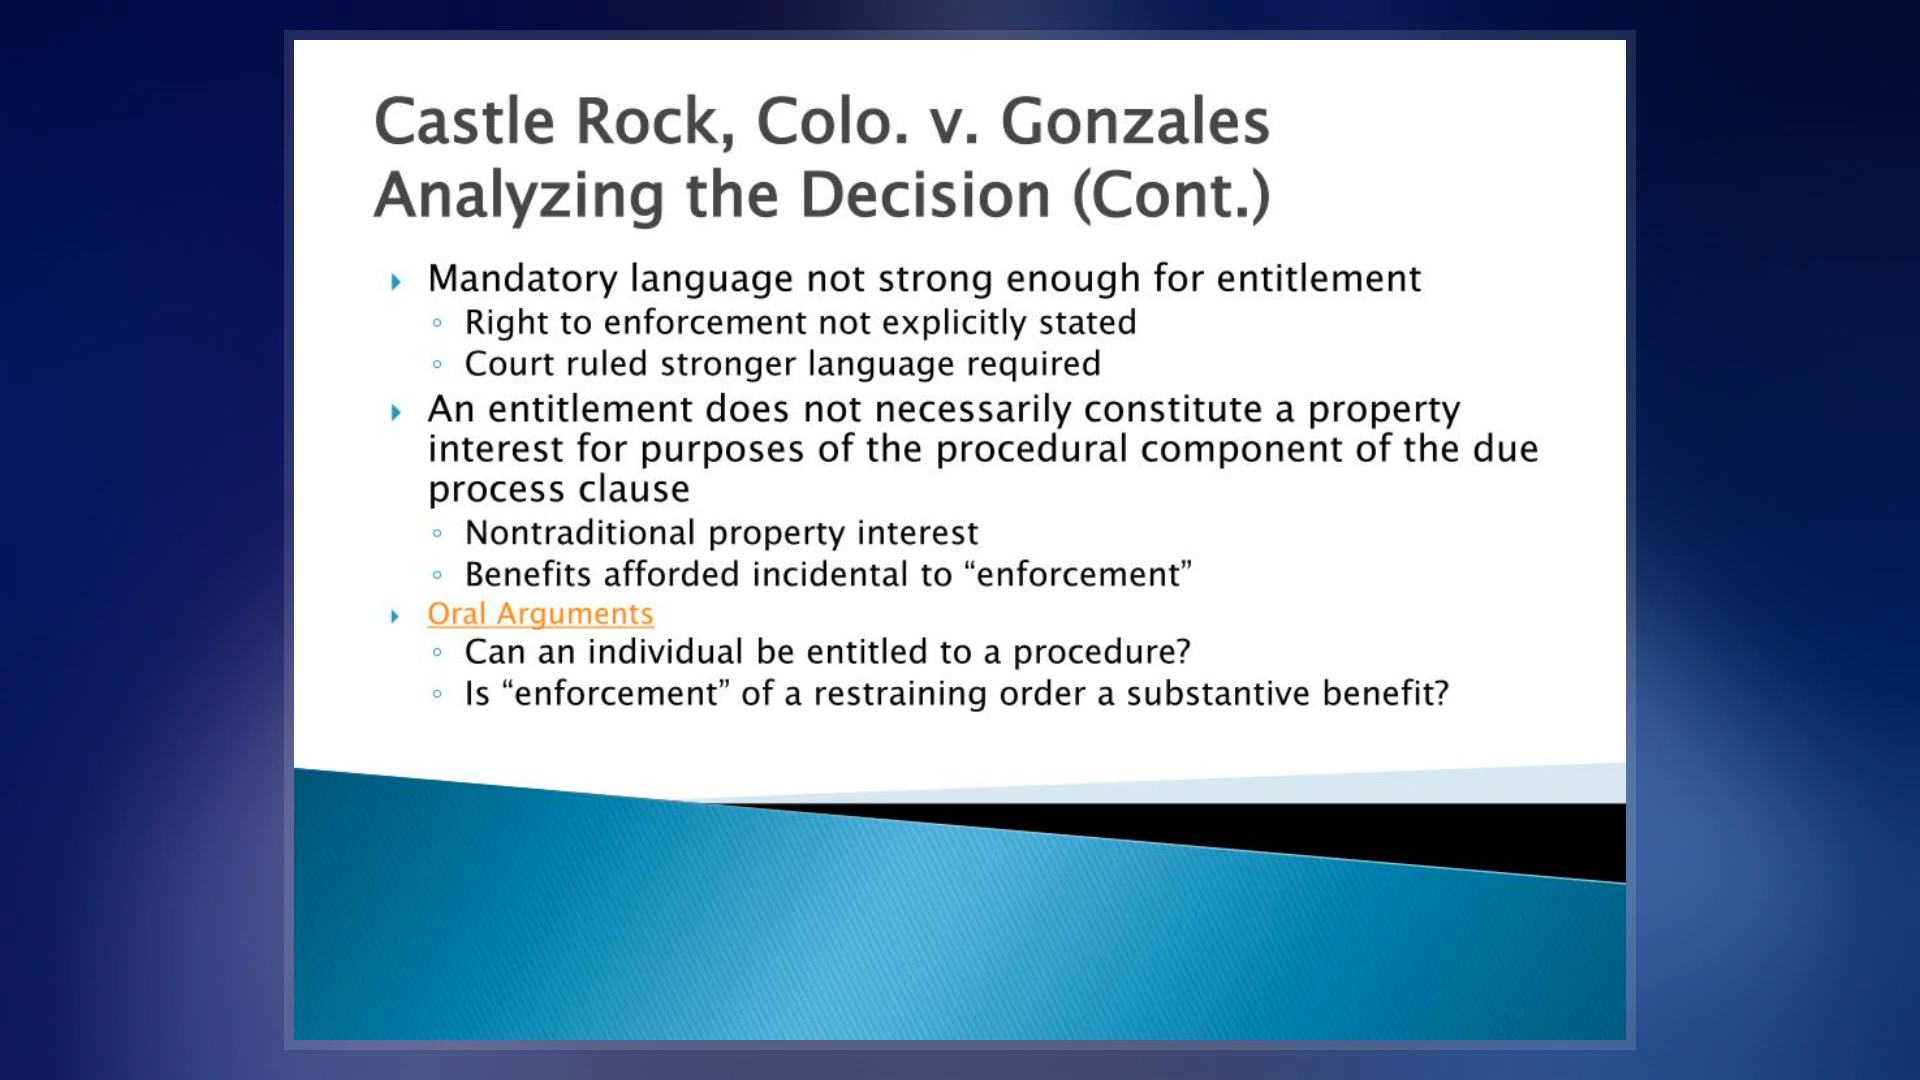 Castle Rock, Colo. v. Gonzales
Analyzing the Decision (Cont.)
Mandatory language not strong enough for entitlement
Right to enforcement not explicitly stated
Court ruled stronger language required
An entitlement does not necessarily constitute a property
interest for purposes of the procedural component of the due
process clause
Nontraditional property interest
Benefits afforded incidental to “enforcement”
Oral Arguments
Can an individual be entitled to a procedure?
Is “enforcement” of a restraining order a substantive benefit?